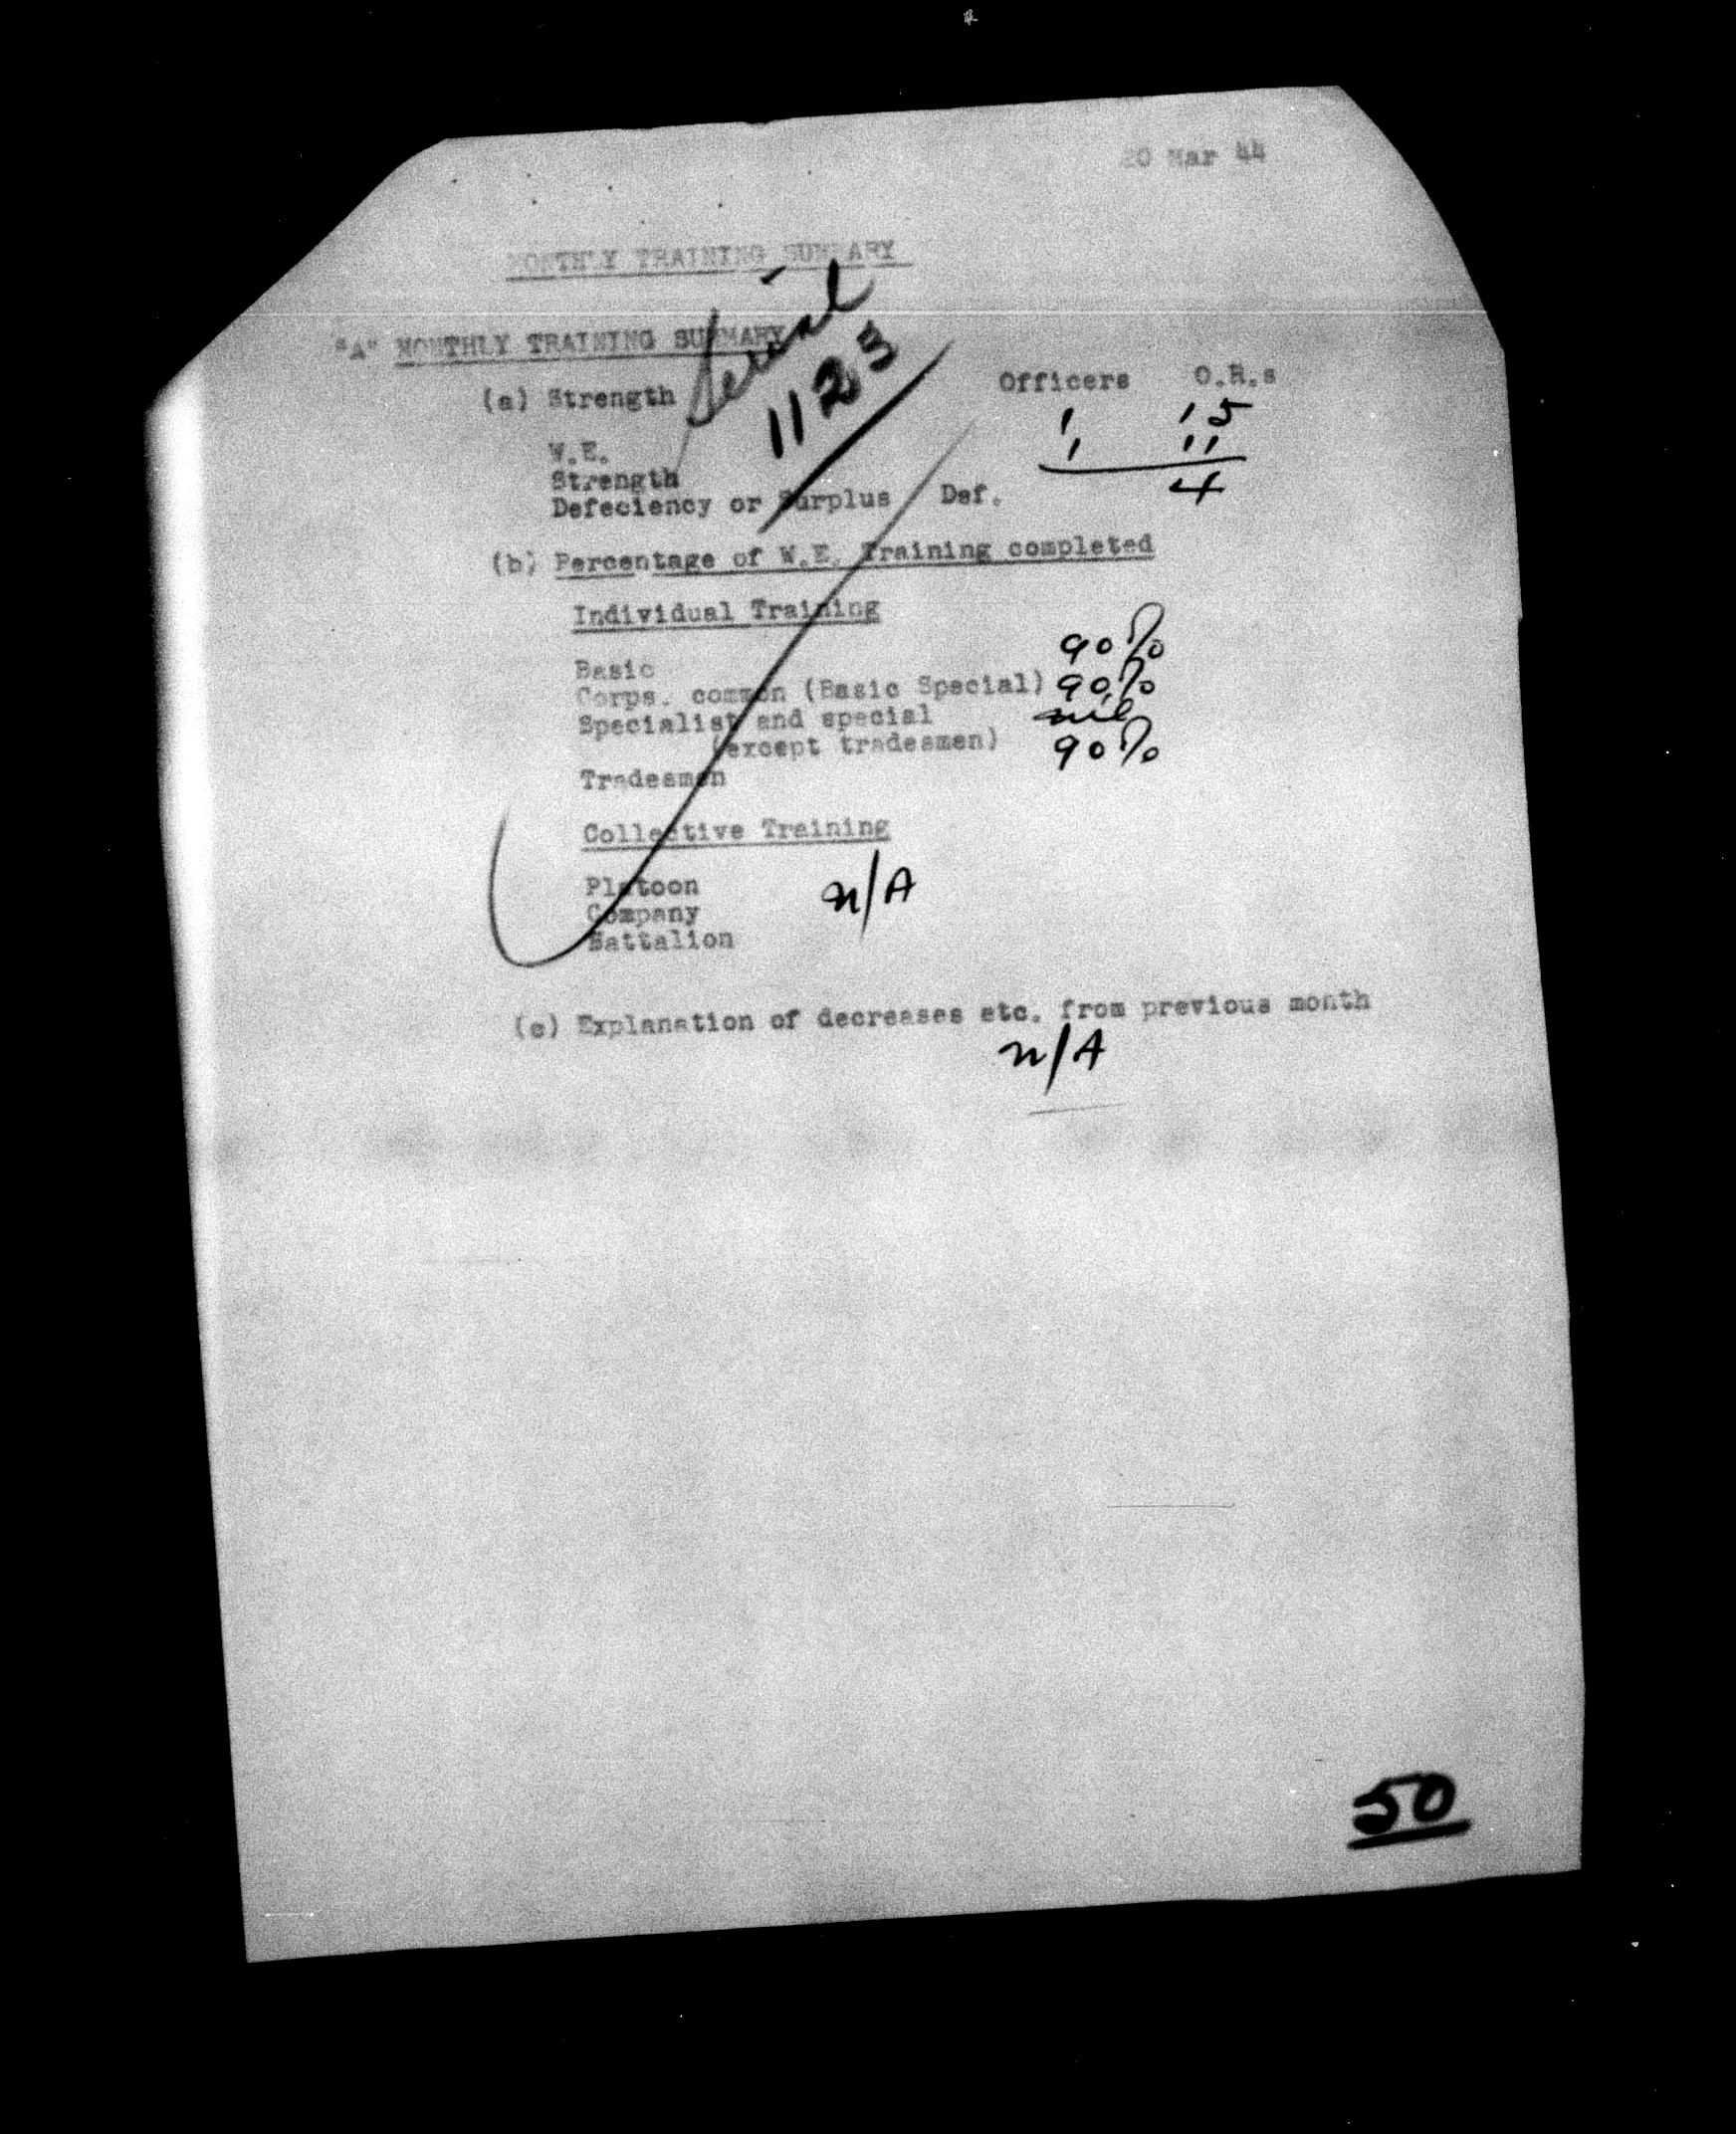 20 Mar 44
MONTHLY TRAINING SUMMARY
"A" MONTHLY TRAINING SUMMARY
Serial
1123
(a) Strength Officers O.R.s
W.E. 1 15
Strength 1 11
Defeciency or Surplus Def. 4
(b) Percentage of W.E. Training completed
Individual Training
Basic 90%
Corps. common (Basic Special) 90%
Specialist and special nil
(except tradesmen) 90%
Tradesmen
Collective Training
Platoon n/A
Company
Battalion
(c) Explanation of decreases etc. from previous month
n/A
50